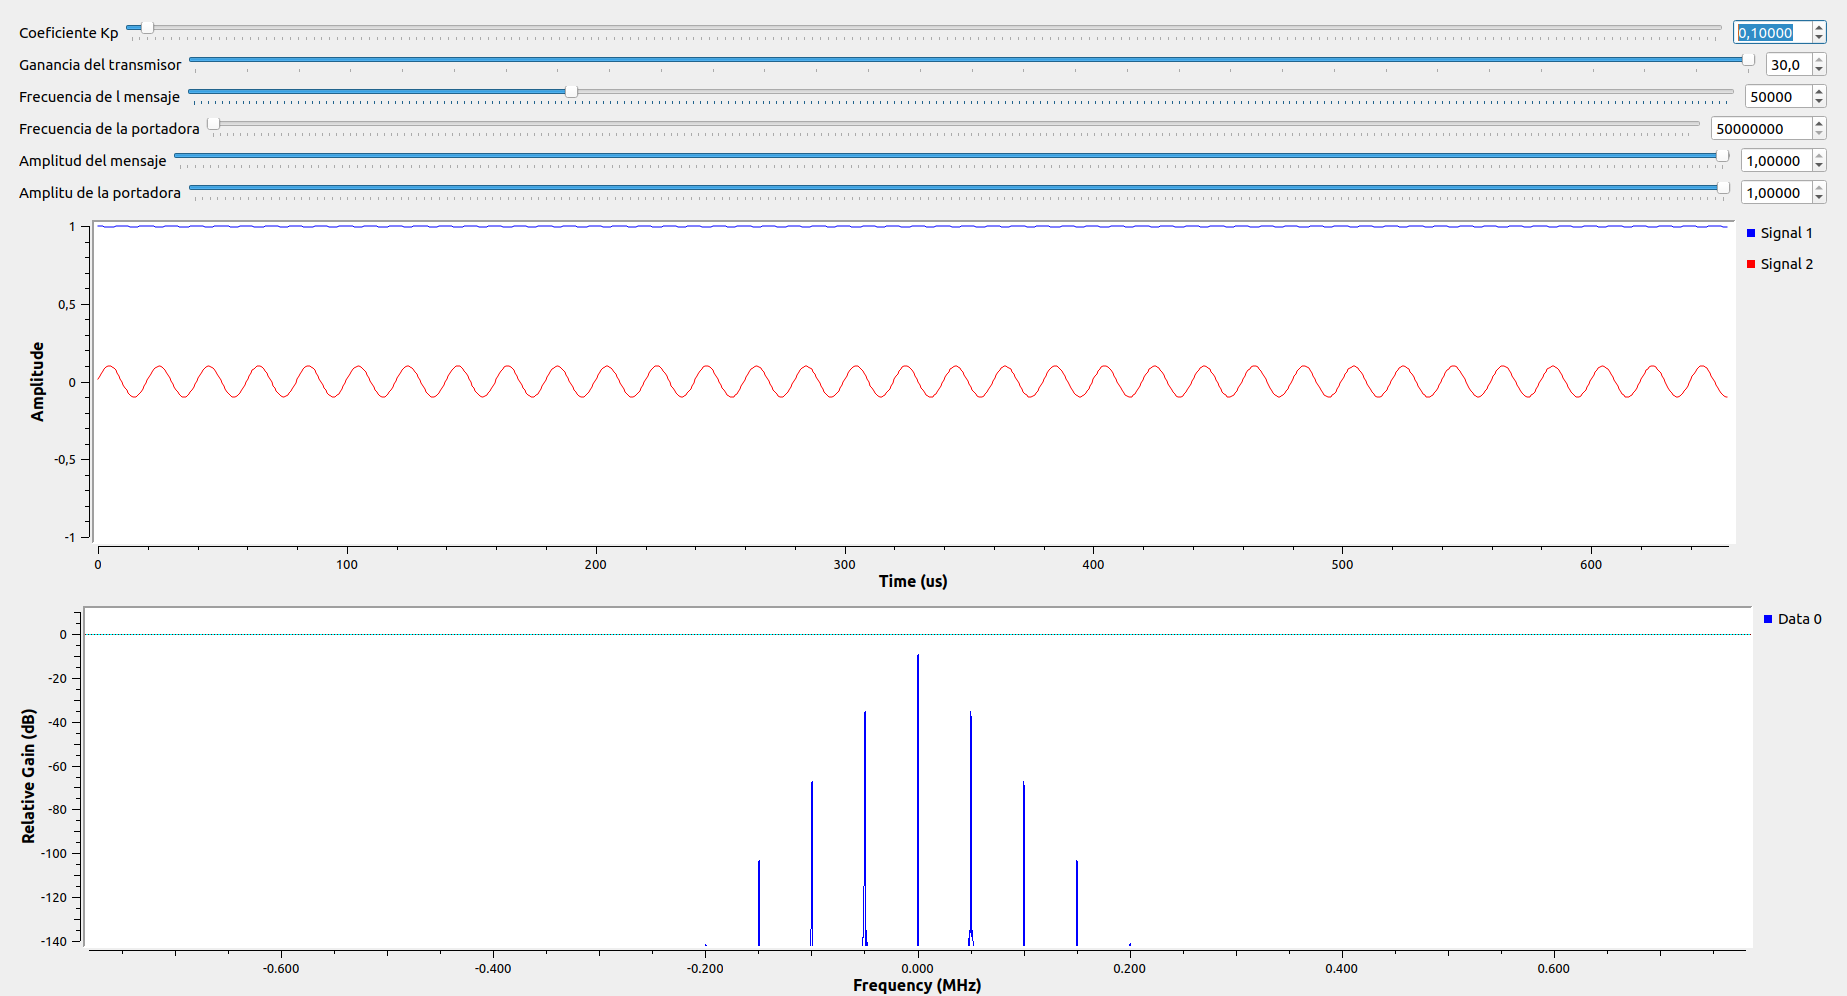 Coeficiente Kp 0,10000
Ganancia del transmisor 30,0
Frecuencia de l mensaje 50000
Frecuencia de la portadora 50000000
Amplitud del mensaje 1,00000
Amplitu de la portadora 1,00000
Signal 1
Signal 2
Amplitude
1
0,5
0
-0,5
-1
0 100 200 300 400 500 600
Time (us)
Data 0
Relative Gain (dB)
0
-20
-40
-60
-80
-100
-120
-140
-0.600 -0.400 -0.200 0.000 0.200 0.400 0.600
Frequency (MHz)